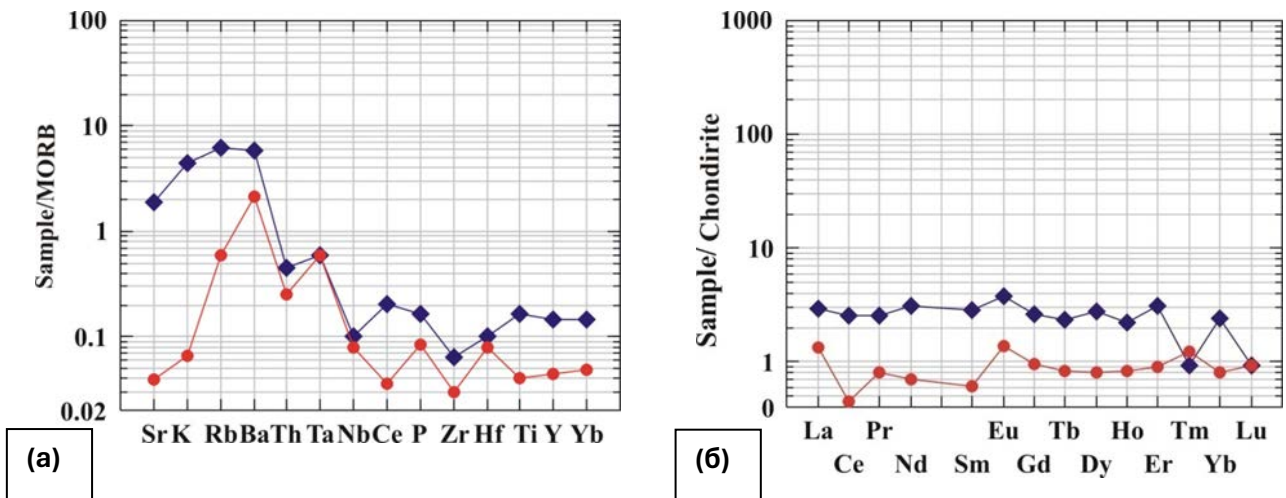 Sample/MORB
100
10
1
0.1
0.02
Sr K Rb Ba Th Ta Nb Ce P Zr Hf Ti Y Yb
(а)
Sample/ Chondirite
1000
100
10
1
0
La Pr Eu Tb Ho Tm Lu
Ce Nd Sm Gd Dy Er Yb
(б)